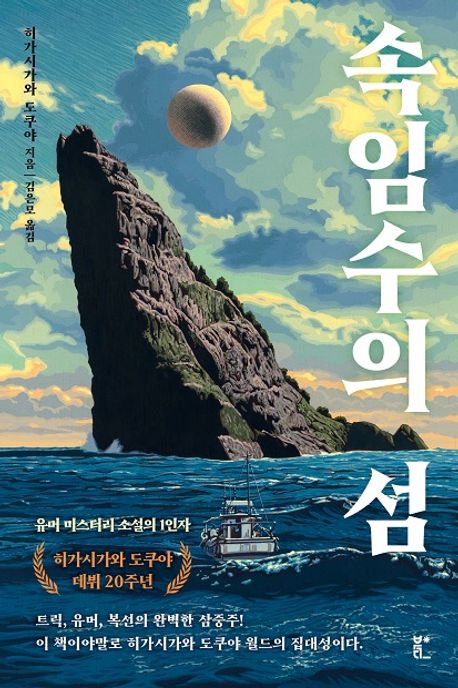 속임수의 섬
히가시가와 도쿠야 지음 | 김은모 옮김
유머 미스터리 소설의 1인자
히가시가와 도쿠야
데뷔 20주년
트릭, 유머, 복선의 완벽한 삼중주!
이 책이야말로 히가시가와 도쿠야 월드의 집대성이다.